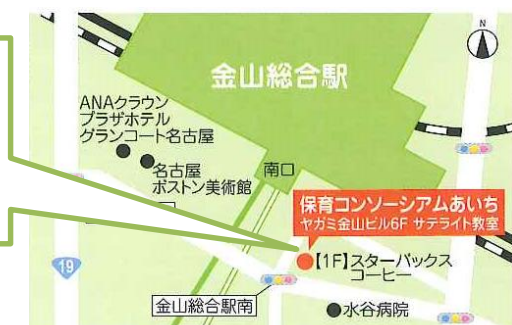 N
金山総合駅
ANAクラウン
プラザホテル
グランコート名古屋
名古屋
ボストン美術館
南口
保育コンソーシアムあいち
ヤガミ金山ビル6F サテライト教室
【1F】スターバックス
コーヒー
19
金山総合駅南
水谷病院